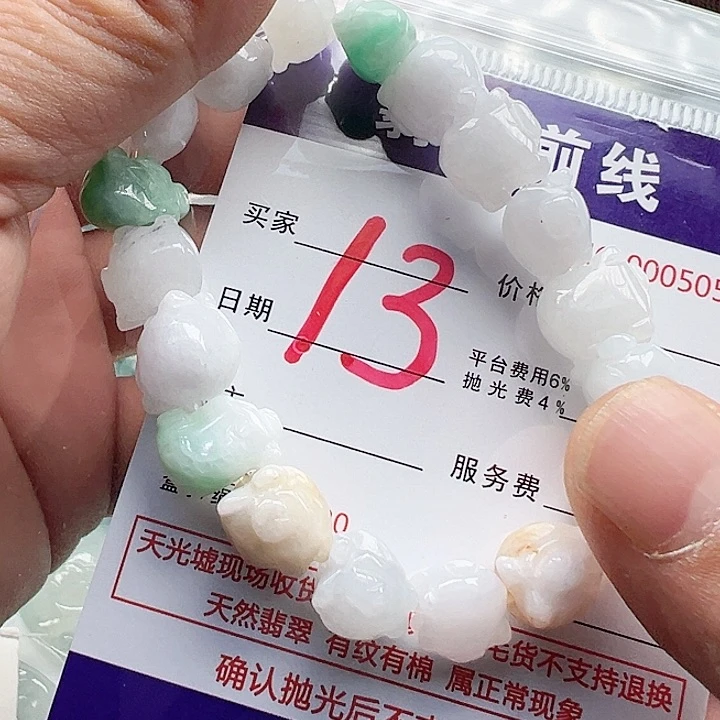 前线
买家
13
000505
价格
日期
平台费用6%
抛光费4%
服务费
天光墟现场收货
毛货不支持退换
天然翡翠 有纹有棉 属正常现象
确认抛光后不